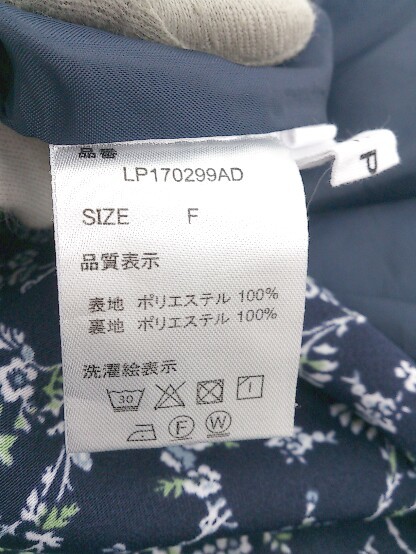 品番
LP170299AD
SIZE F
品質表示
表地 ポリエステル 100%
裏地 ポリエステル 100%
洗濯絵表示
30
F W
P